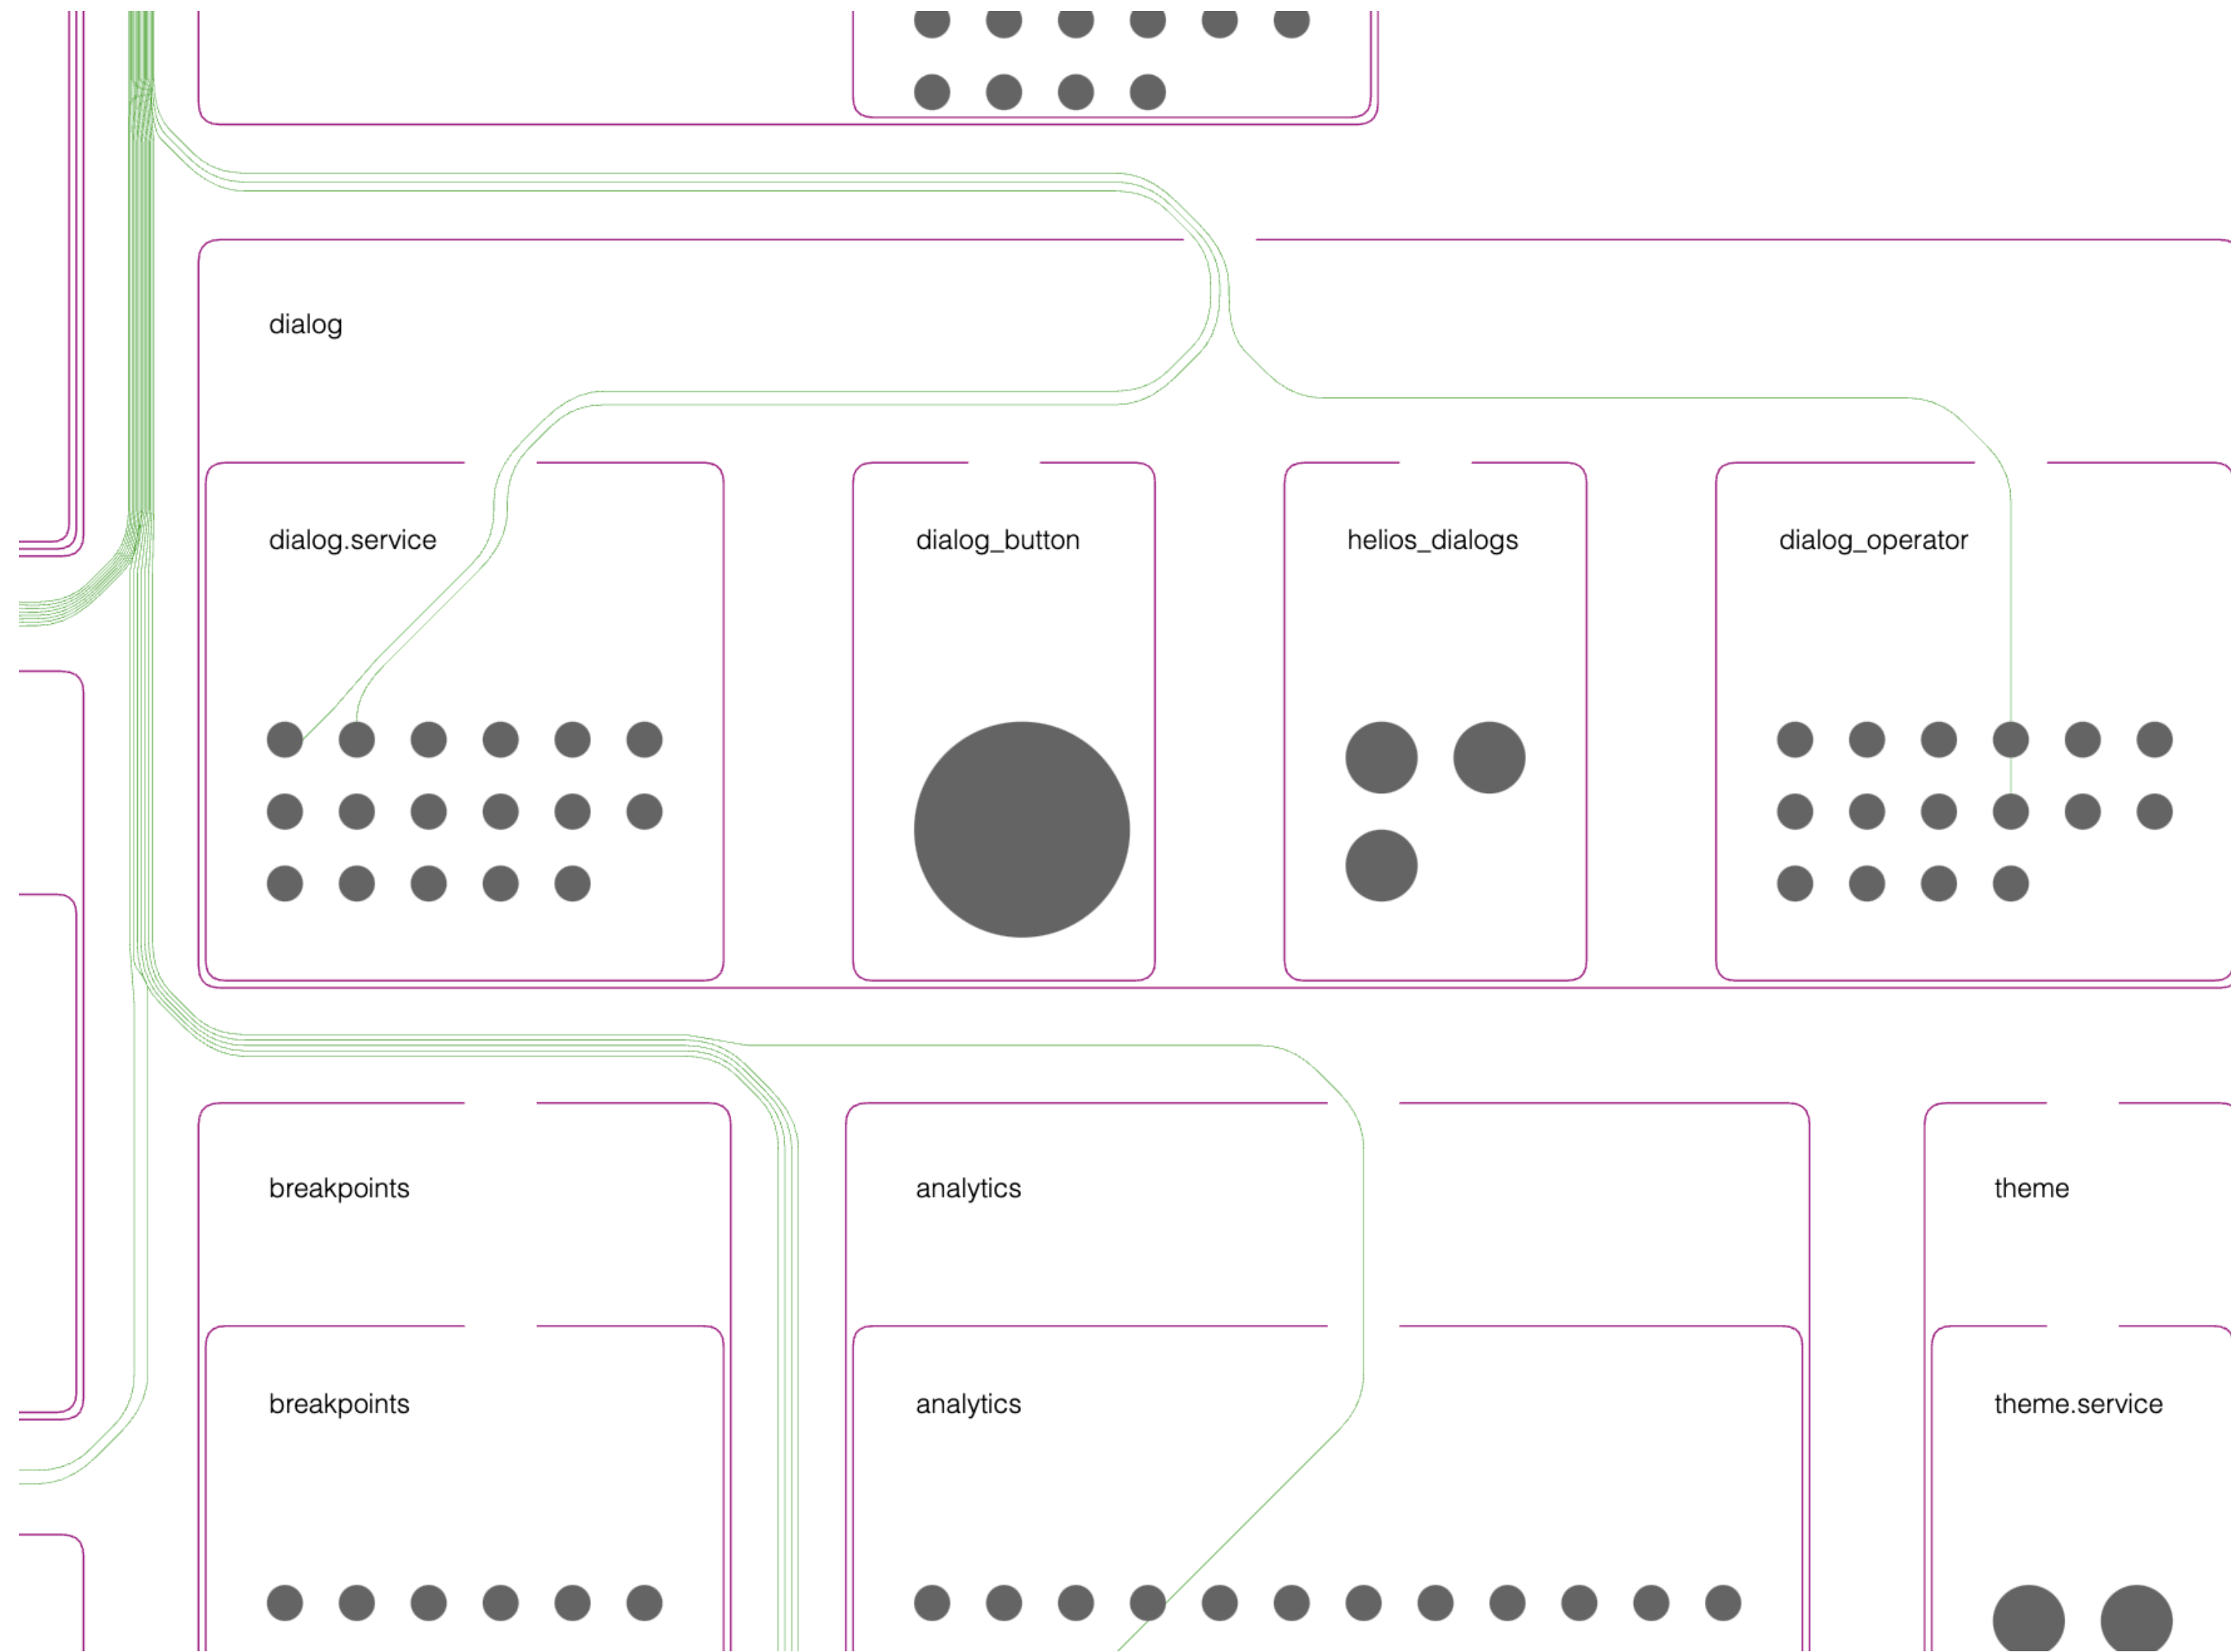 dialog
dialog.service
dialog_button
helios_dialogs
dialog_operator
breakpoints
analytics
theme
breakpoints
analytics
theme.service